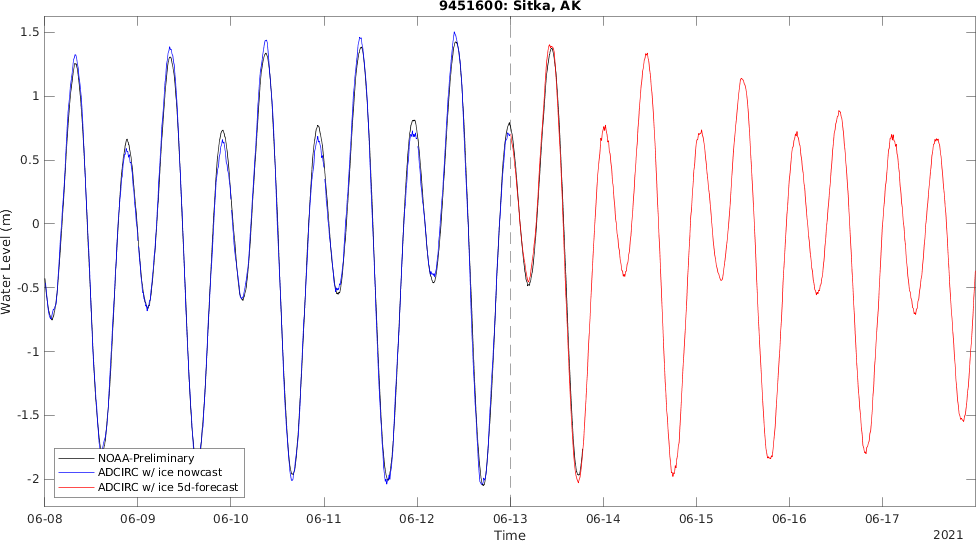 9451600: Sitka, AK
1.5
1
0.5
0
-0.5
-1
-1.5
-2
Water Level (m)
NOAA-Preliminary
ADCIRC w/ ice nowcast
ADCIRC w/ ice 5d-forecast
06-08 06-09 06-10 06-11 06-12 06-13 06-14 06-15 06-16 06-17
Time
2021